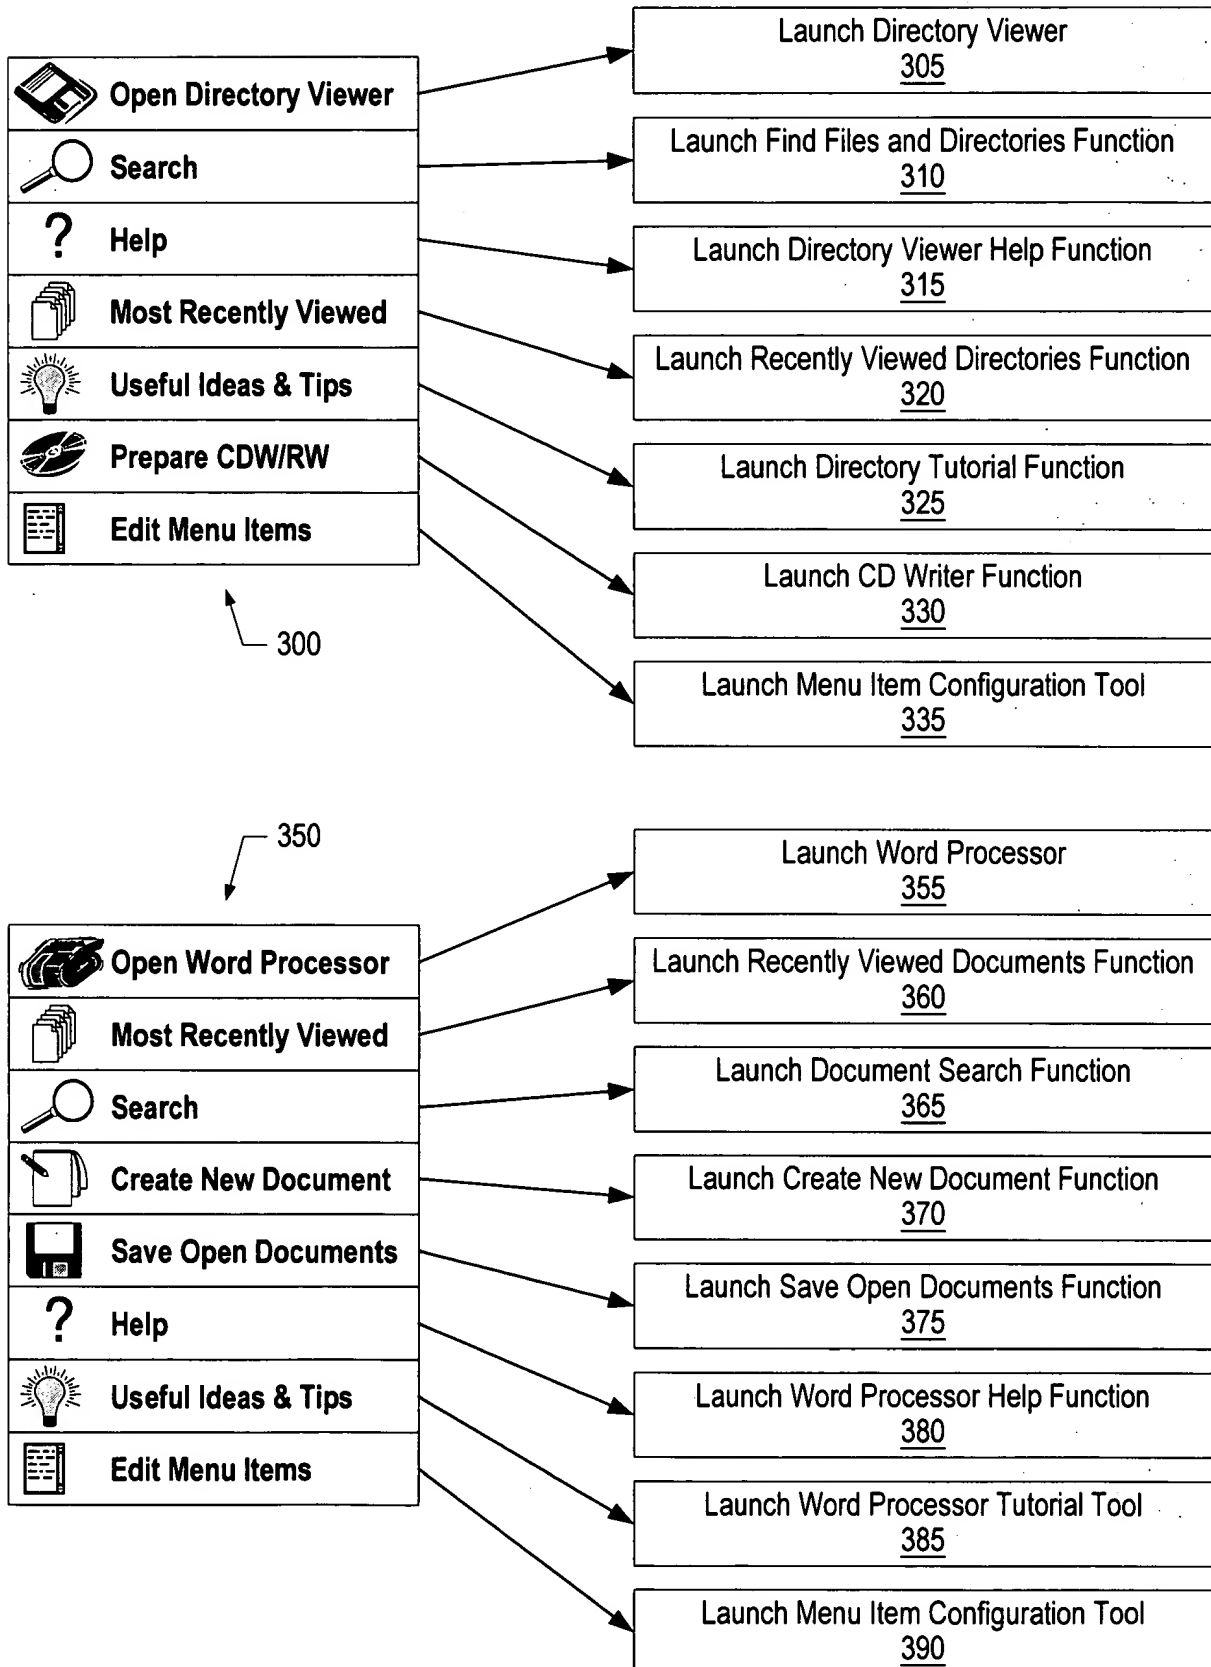 Open Directory Viewer
Search
?
Help
Most Recently Viewed
Useful Ideas & Tips
Prepare CDW/RW
Edit Menu Items
300
Launch Directory Viewer
305
Launch Find Files and Directories Function
310
Launch Directory Viewer Help Function
315
Launch Recently Viewed Directories Function
320
Launch Directory Tutorial Function
325
Launch CD Writer Function
330
Launch Menu Item Configuration Tool
335
350
Open Word Processor
Most Recently Viewed
Search
Create New Document
Save Open Documents
?
Help
Useful Ideas & Tips
Edit Menu Items
Launch Word Processor
355
Launch Recently Viewed Documents Function
360
Launch Document Search Function
365
Launch Create New Document Function
370
Launch Save Open Documents Function
375
Launch Word Processor Help Function
380
Launch Word Processor Tutorial Tool
385
Launch Menu Item Configuration Tool
390